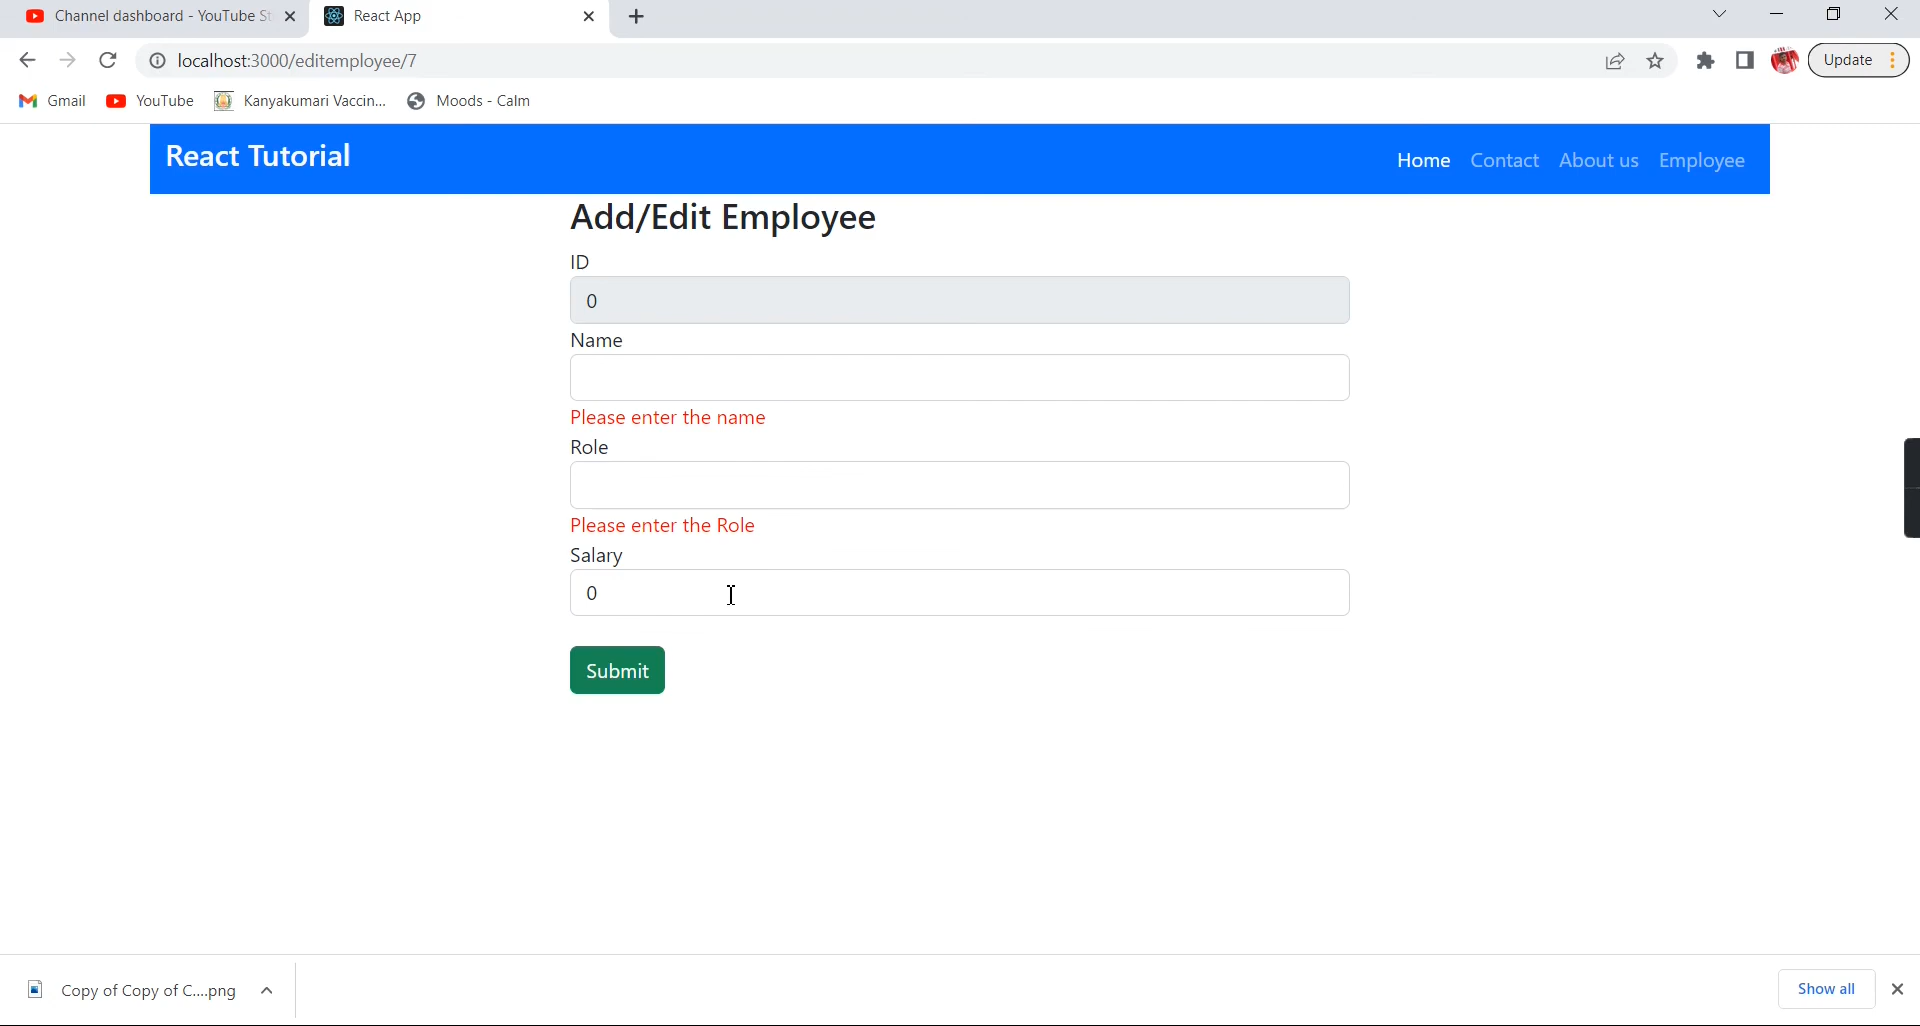 Channel dashboard - YouTube St
React App
localhost:3000/editemployee/7
Update
Gmail
YouTube
Kanyakumari Vaccin...
Moods - Calm
React Tutorial
Home
Contact
About us
Employee
Add/Edit Employee
ID
0
Name
Please enter the name
Role
Please enter the Role
Salary
0
Submit
Copy of Copy of C....png
Show all